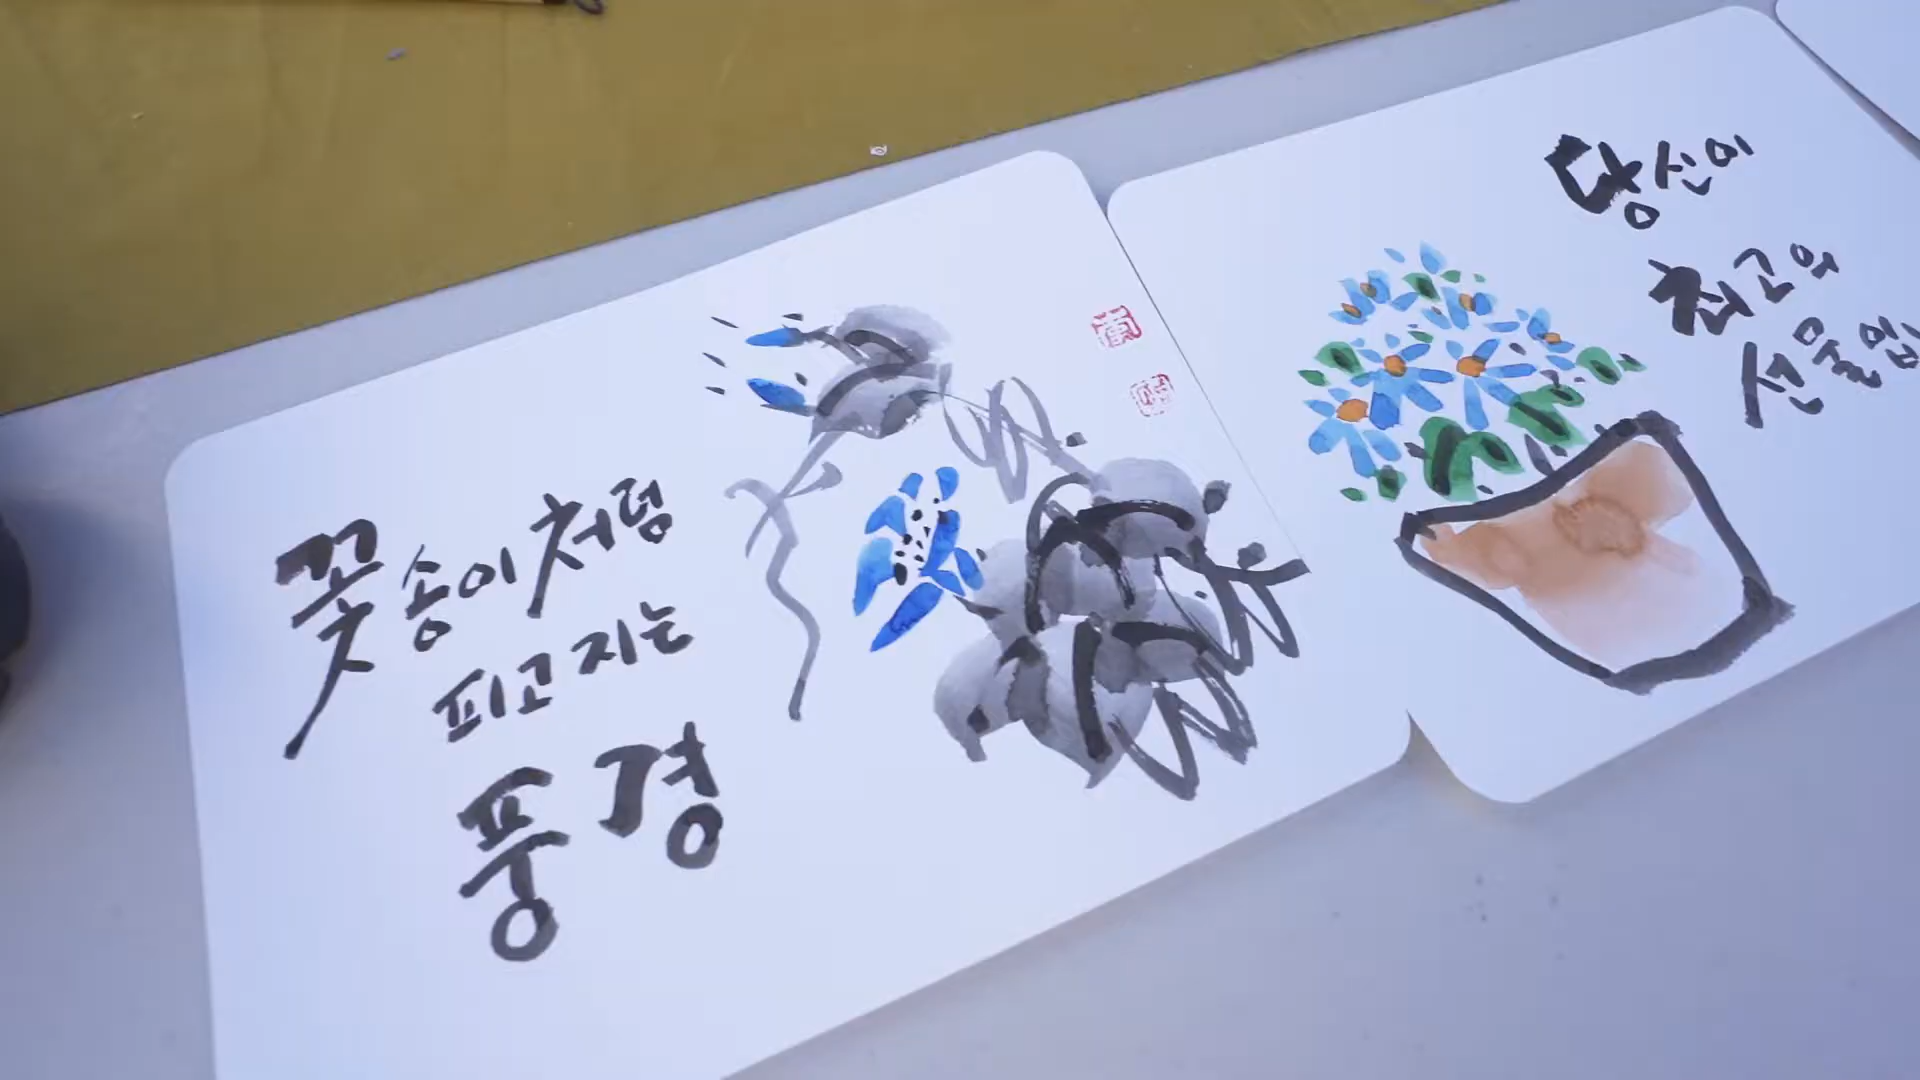 꽃송이처럼
피고지는
풍경
당신이
최고의
선물입